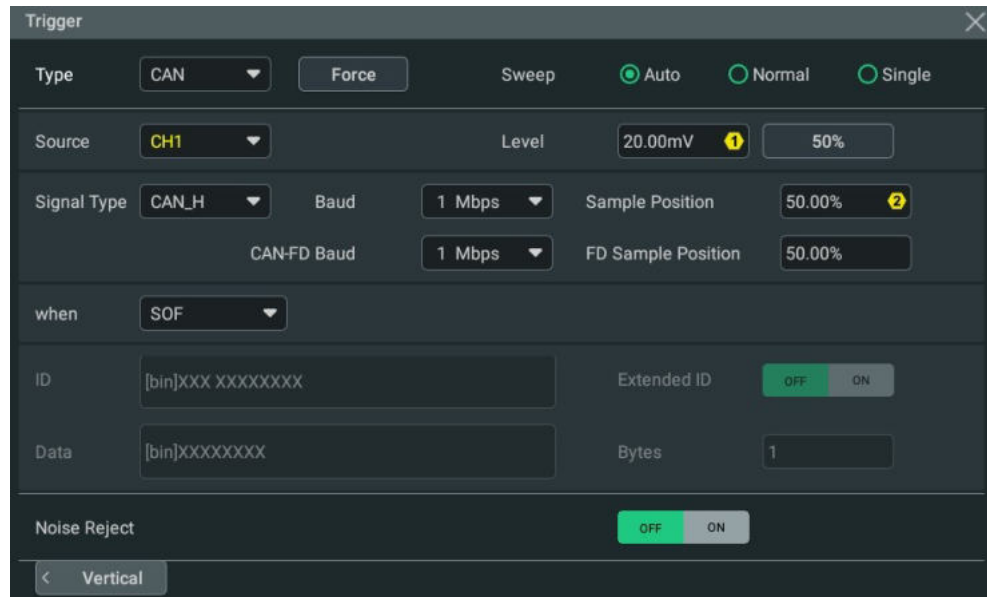 Trigger
Type CAN Force Sweep Auto Normal Single
Source CH1 Level 20.00mV 1 50%
Signal Type CAN_H Baud 1 Mbps Sample Position 50.00% 2
CAN-FD Baud 1 Mbps FD Sample Position 50.00%
when SOF
ID [bin]XXX XXXXXXXX Extended ID OFF ON
Data [bin]XXXXXXXX Bytes 1
Noise Reject OFF ON
< Vertical